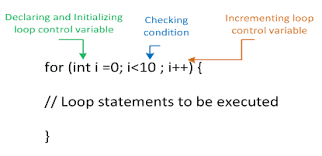 Declaring and Initializing
loop control variable
Checking
condition
Incrementing loop
control variable
for (int i =0; i<10 ; i++) {
// Loop statements to be executed
}